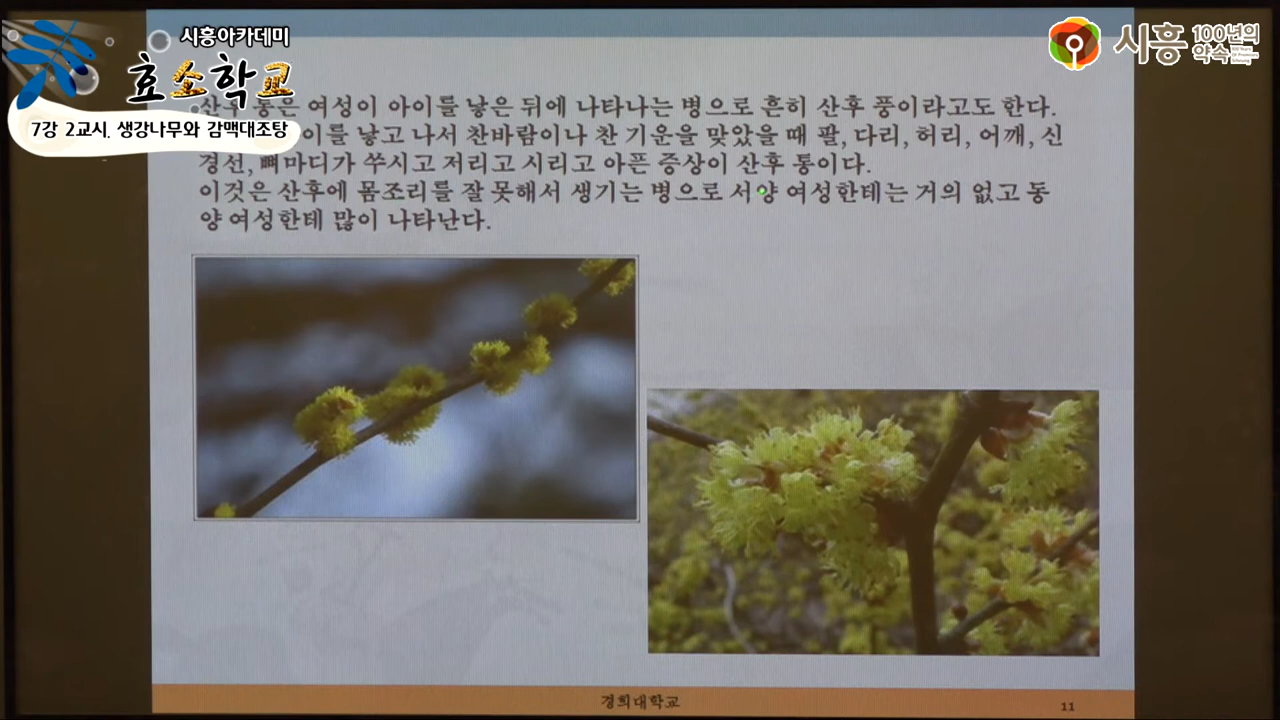 시흥아카데미
효소학교
7강 2교시. 생강나무와 감맥대조탕
시흥 100년의
약속
산후 통은 여성이 아이를 낳은 뒤에 나타나는 병으로 흔히 산후 풍이라고도 한다.
이를 낳고 나서 찬바람이나 찬 기운을 맞았을 때 팔, 다리, 허리, 어깨, 신
경선, 뼈마디가 쑤시고 저리고 시리고 아픈 증상이 산후 통이다.
이것은 산후에 몸조리를 잘 못해서 생기는 병으로 서양 여성한테는 거의 없고 동
양 여성한테 많이 나타난다.
경희대학교
11